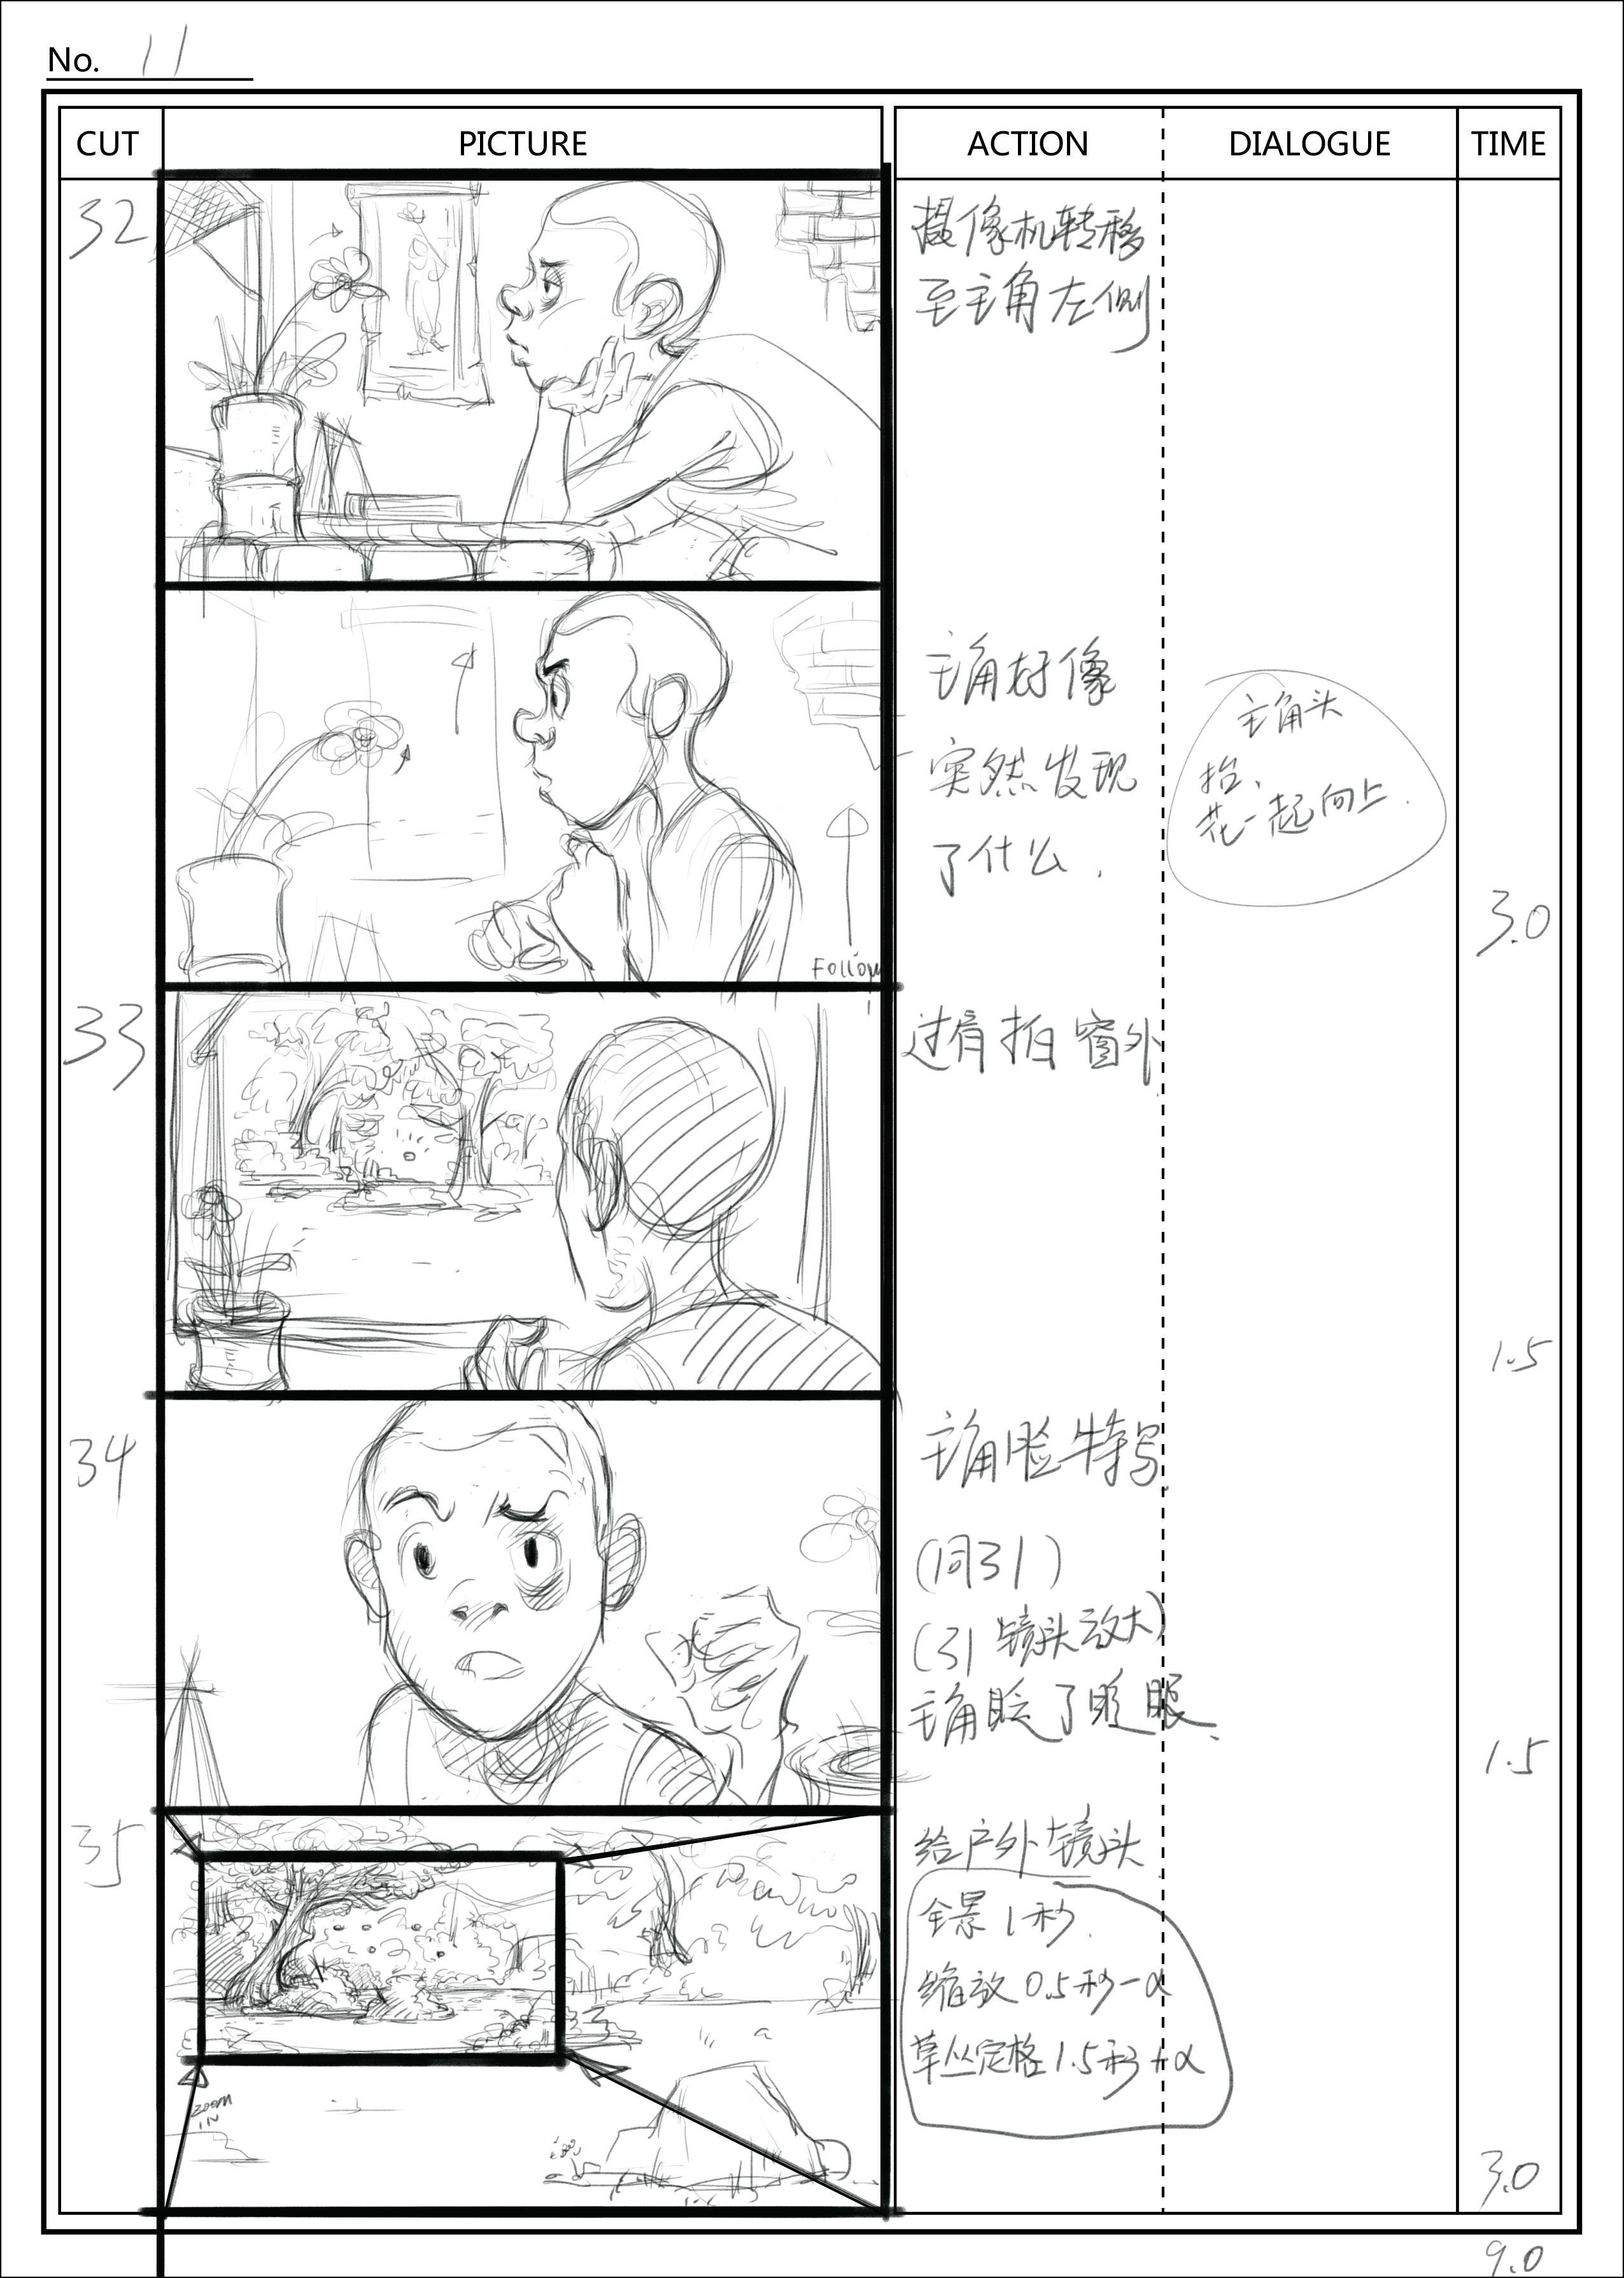 No. 11
CUT PICTURE ACTION DIALOGUE TIME
32
摄像机转移
至主角左侧
主角好像
突然发现
了什么.
主角头
抬、
花一起向上.
3.0
Follow
33
过肩拍窗外
1.5
34
主角脸特写
(同31)
(31镜头放大)
主角眨了眨眼
1.5
35
给户外镜头
全景1秒.
缩放0.5秒-α
草丛定格1.5秒+α
ZOOM
IN
3.0
9.0